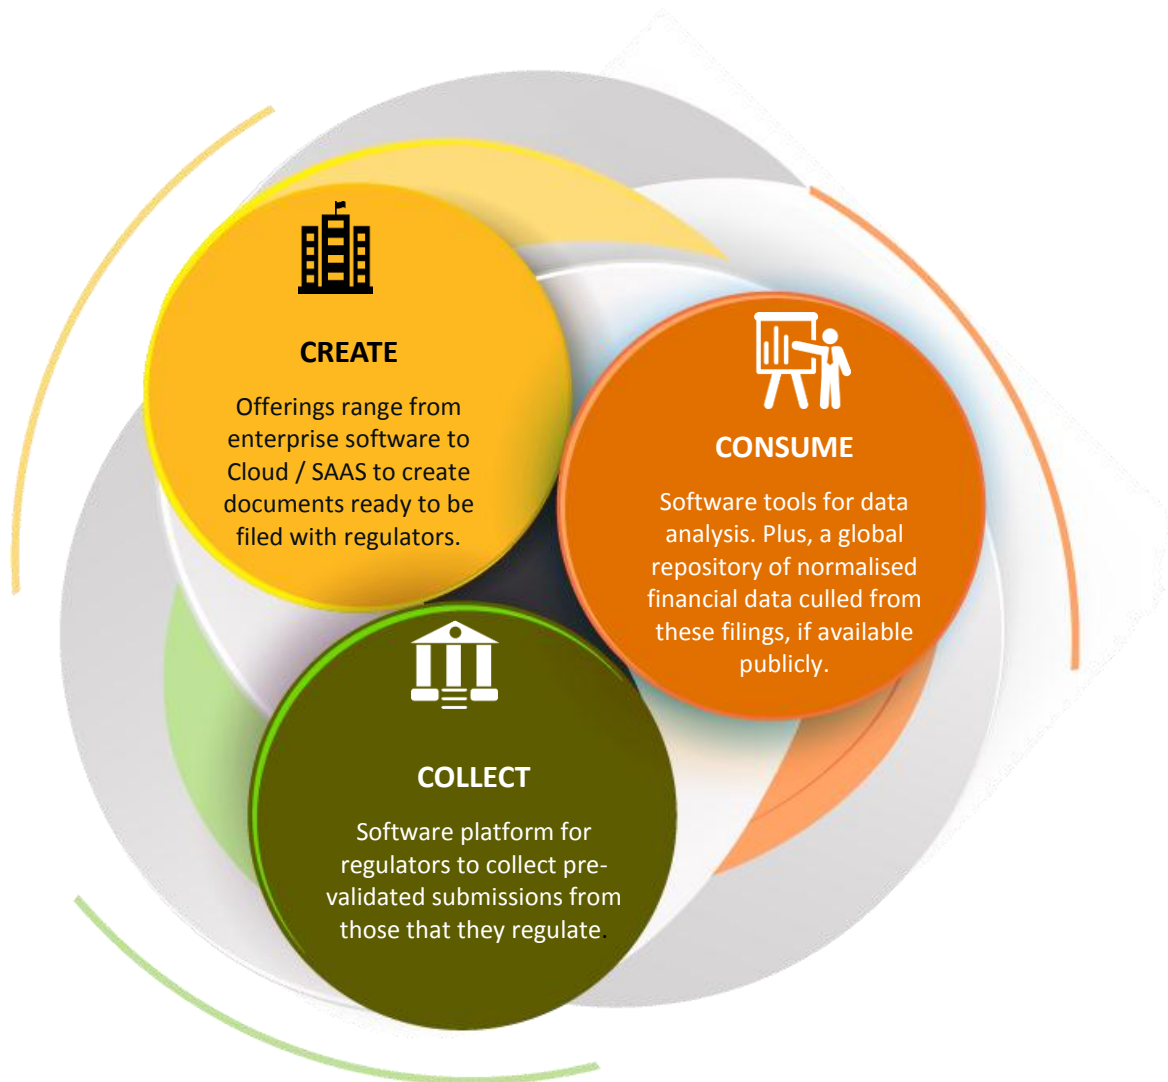 CREATE
Offerings range from
enterprise software to
Cloud / SAAS to create
documents ready to be
filed with regulators.
CONSUME
Software tools for data
analysis. Plus, a global
repository of normalised
financial data culled from
these filings, if available
publicly.
COLLECT
Software platform for
regulators to collect pre-
validated submissions from
those that they regulate.